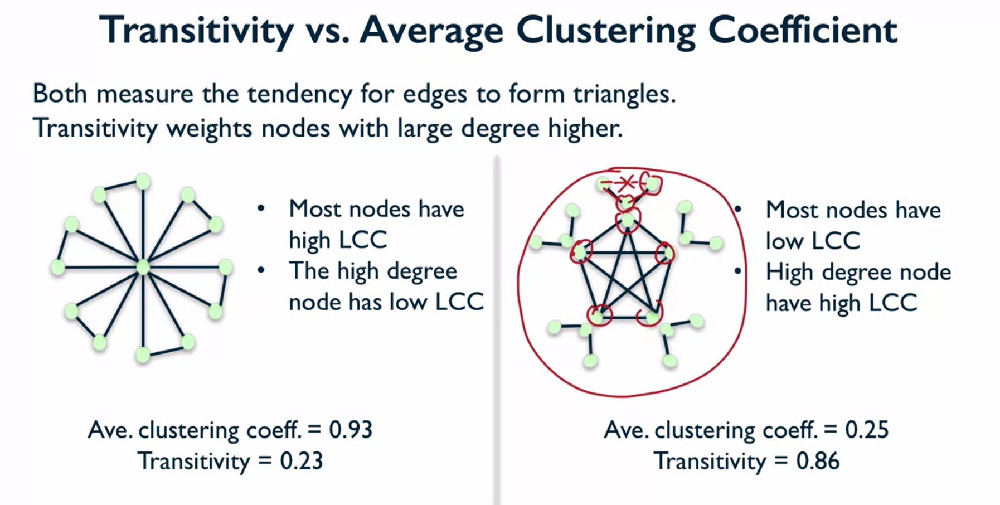 Transitivity vs. Average Clustering Coefficient
Both measure the tendency for edges to form triangles.
Transitivity weights nodes with large degree higher.
• Most nodes have
high LCC
• The high degree
node has low LCC
Ave. clustering coeff. = 0.93
Transitivity = 0.23
• Most nodes have
low LCC
• High degree node
have high LCC
Ave. clustering coeff. = 0.25
Transitivity = 0.86